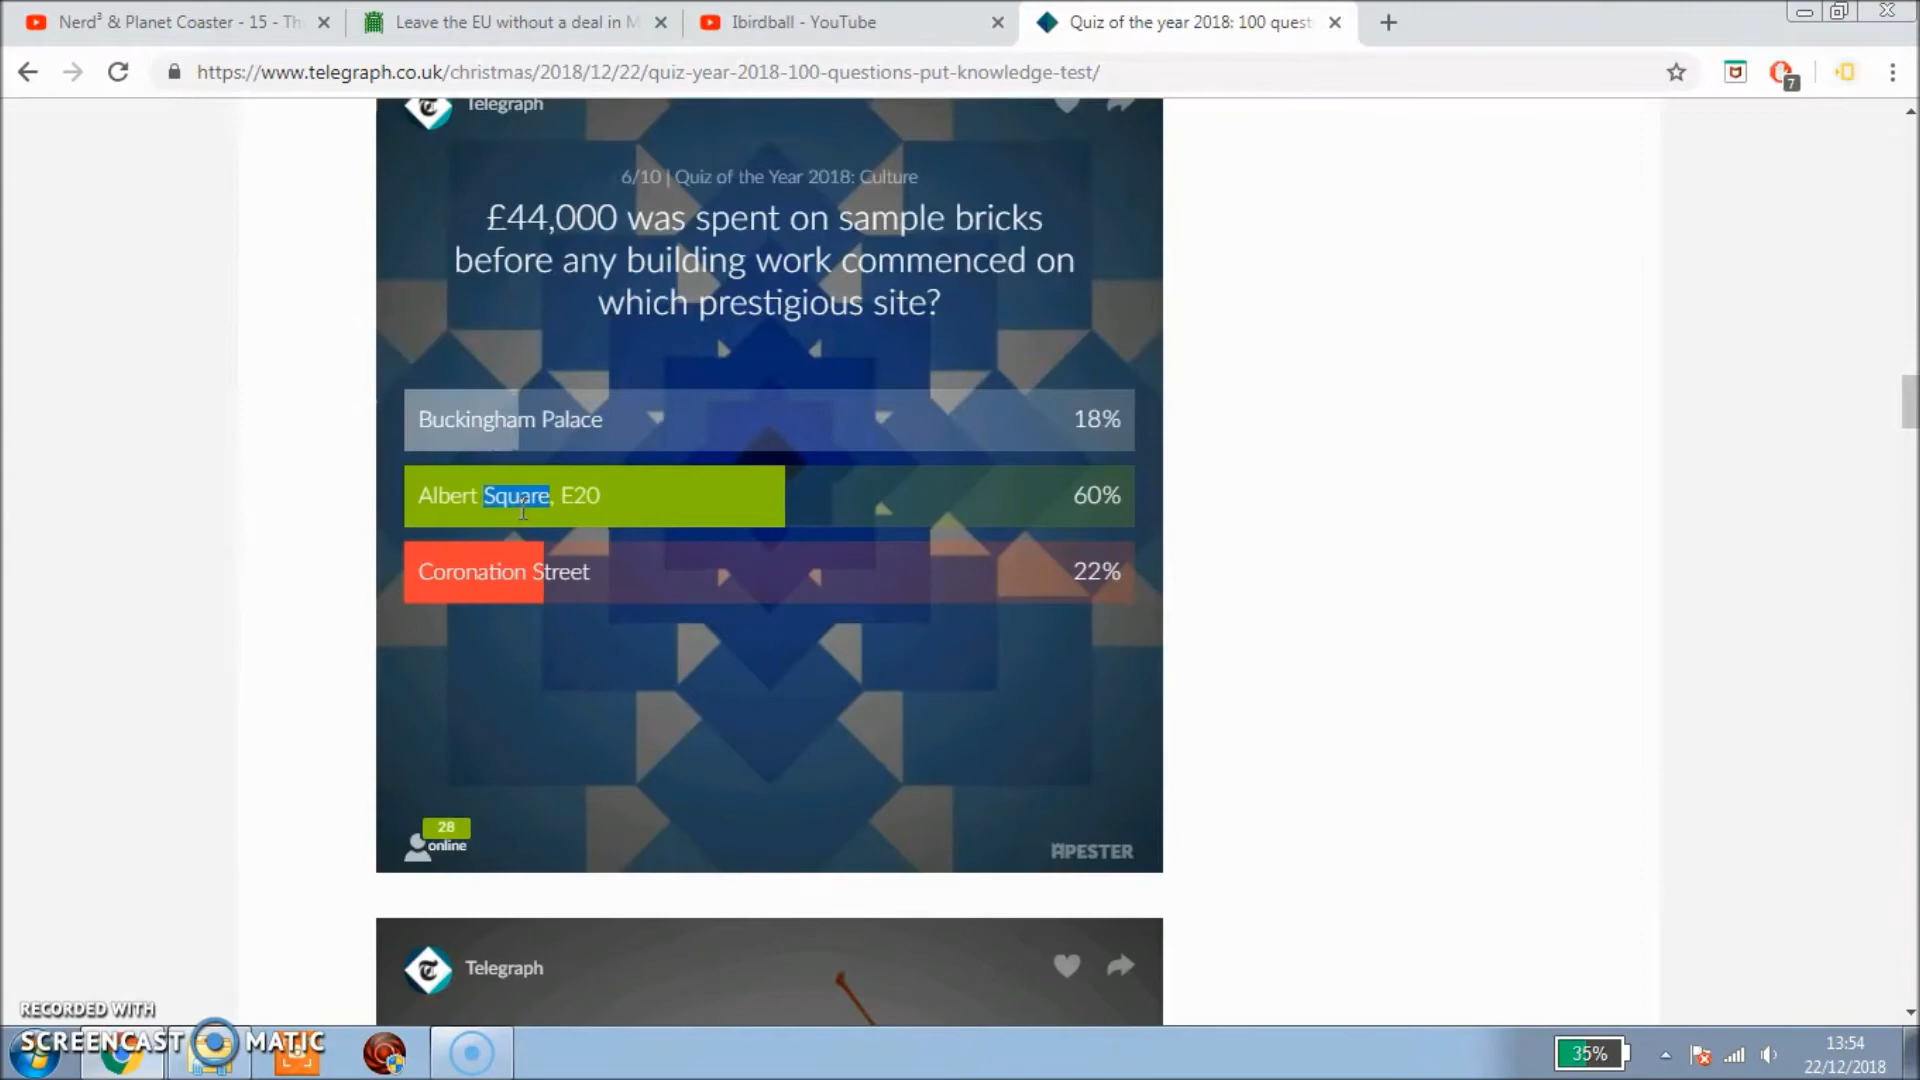 Nerd³ & Planet Coaster - 15 - Th
Leave the EU without a deal in M
Ibirdball - YouTube
Quiz of the year 2018: 100 quest
https://www.telegraph.co.uk/christmas/2018/12/22/quiz-year-2018-100-questions-put-knowledge-test/
7
Telegraph
6/10 | Quiz of the Year 2018: Culture
£44,000 was spent on sample bricks
before any building work commenced on
which prestigious site?
Buckingham Palace 18%
Albert Square, E20 60%
Coronation Street 22%
28
online
APESTER
Telegraph
RECORDED WITH
SCREENCAST MATIC
35%
13:54
22/12/2018